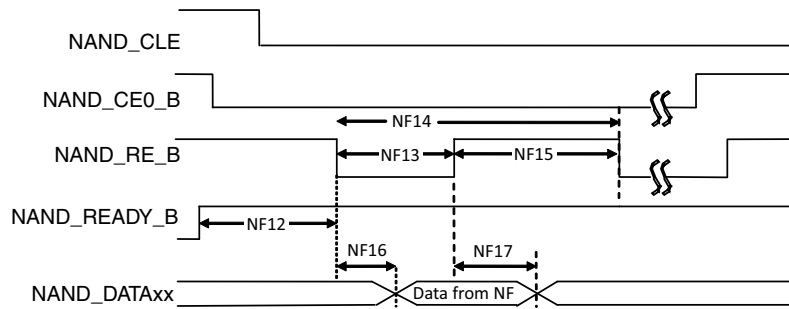 NAND_CLE
NAND_CE0_B
NF14
NAND_RE_B
NF13
NF15
NAND_READY_B
NF12
NF16
NF17
NAND_DATAxx
Data from NF